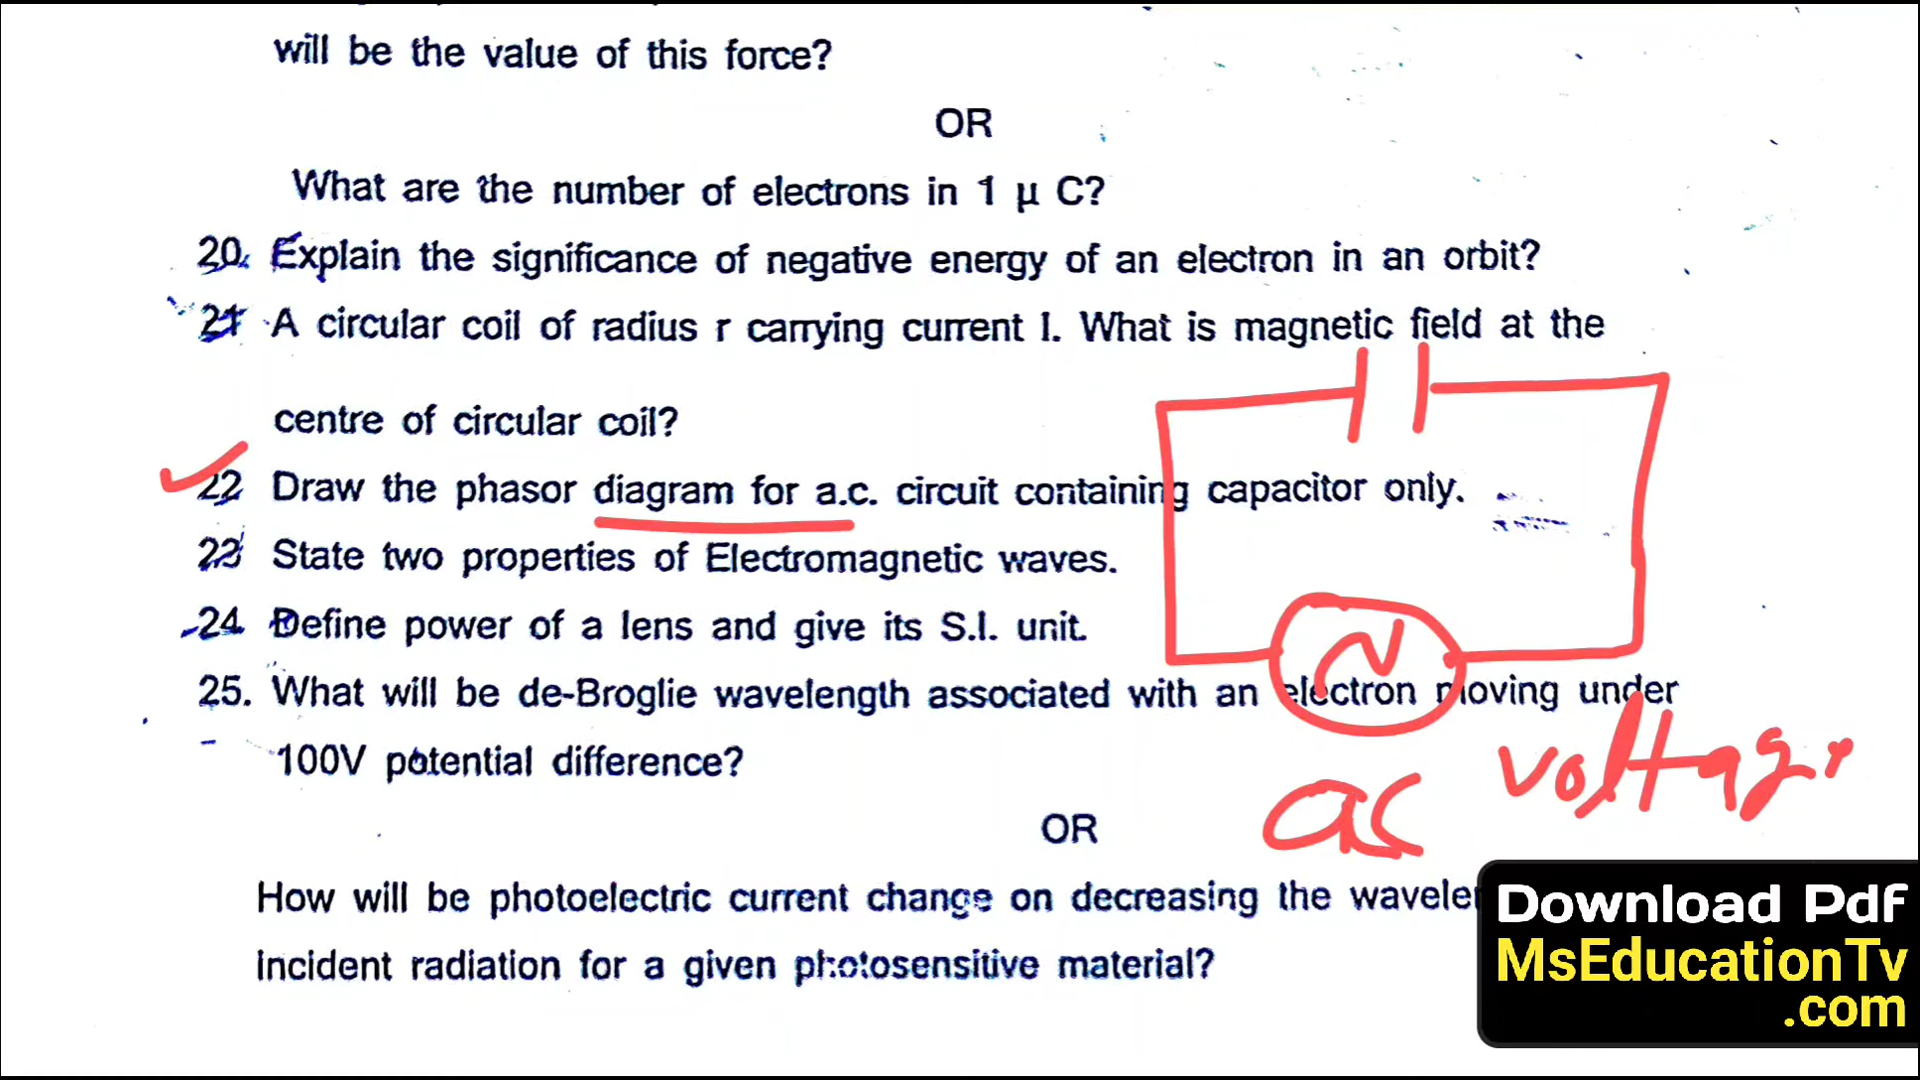 will be the value of this force?
OR
What are the number of electrons in 1 μ C?
20. Explain the significance of negative energy of an electron in an orbit?
21 A circular coil of radius r carrying current I. What is magnetic field at the
centre of circular coil?
22 Draw the phasor diagram for a.c. circuit containing capacitor only.
23 State two properties of Electromagnetic waves.
24. Define power of a lens and give its S.I. unit.
25. What will be de-Broglie wavelength associated with an electron moving under
100V potential difference?
ac voltage
OR
How will be photoelectric current change on decreasing the wavele
incident radiation for a given photosensitive material?
Download Pdf
MsEducationTv
.com